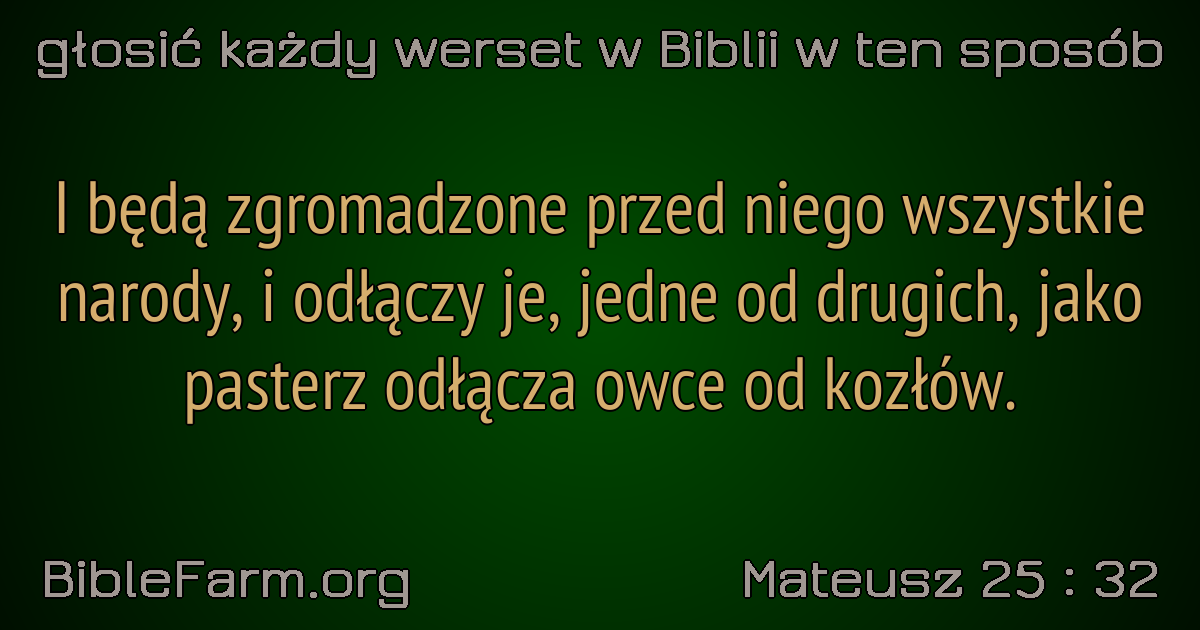 głosić każdy werset w Biblii w ten sposób
I będą zgromadzone przed niego wszystkie
narody, i odłączy je, jedne od drugich, jako
pasterz odłącza owce od kozłów.
BibleFarm.org
Mateusz 25 : 32